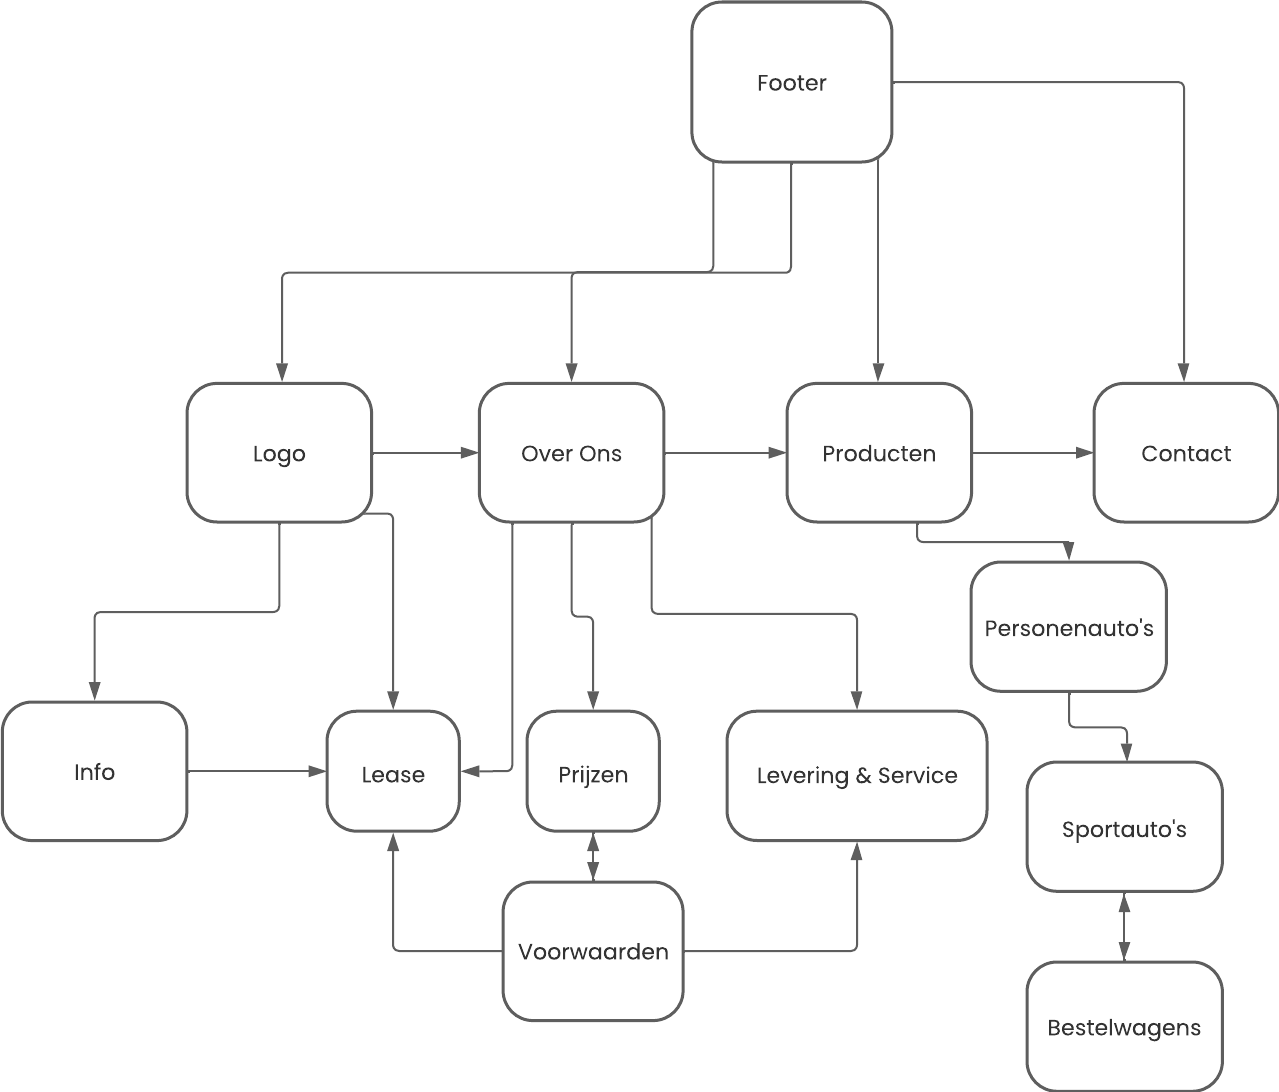 Footer
Logo
Over Ons
Producten
Contact
Personenauto's
Info
Lease
Prijzen
Levering & Service
Sportauto's
Voorwaarden
Bestelwagens